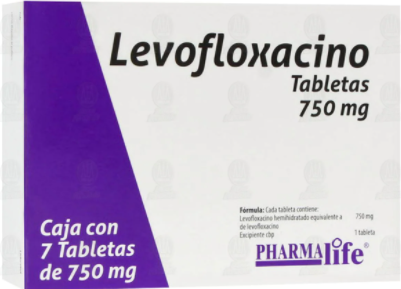 Levofloxacino
Tabletas
750 mg
Fórmula: Cada tableta contiene:
Levofloxacino hemihidratado equivalente a 750 mg
de levofloxacino
Excipiente cbp 1 tableta
Caja con
7 Tabletas
de 750 mg
PHARMAlife®